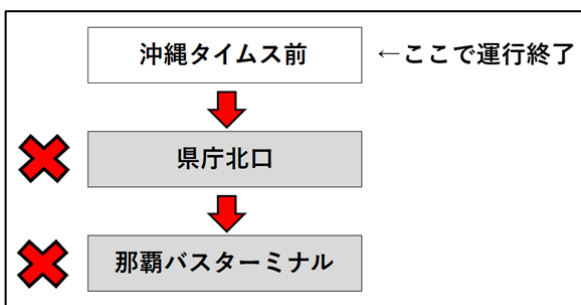 沖縄タイムス前 ←ここで運行終了
県庁北口
那覇バスターミナル